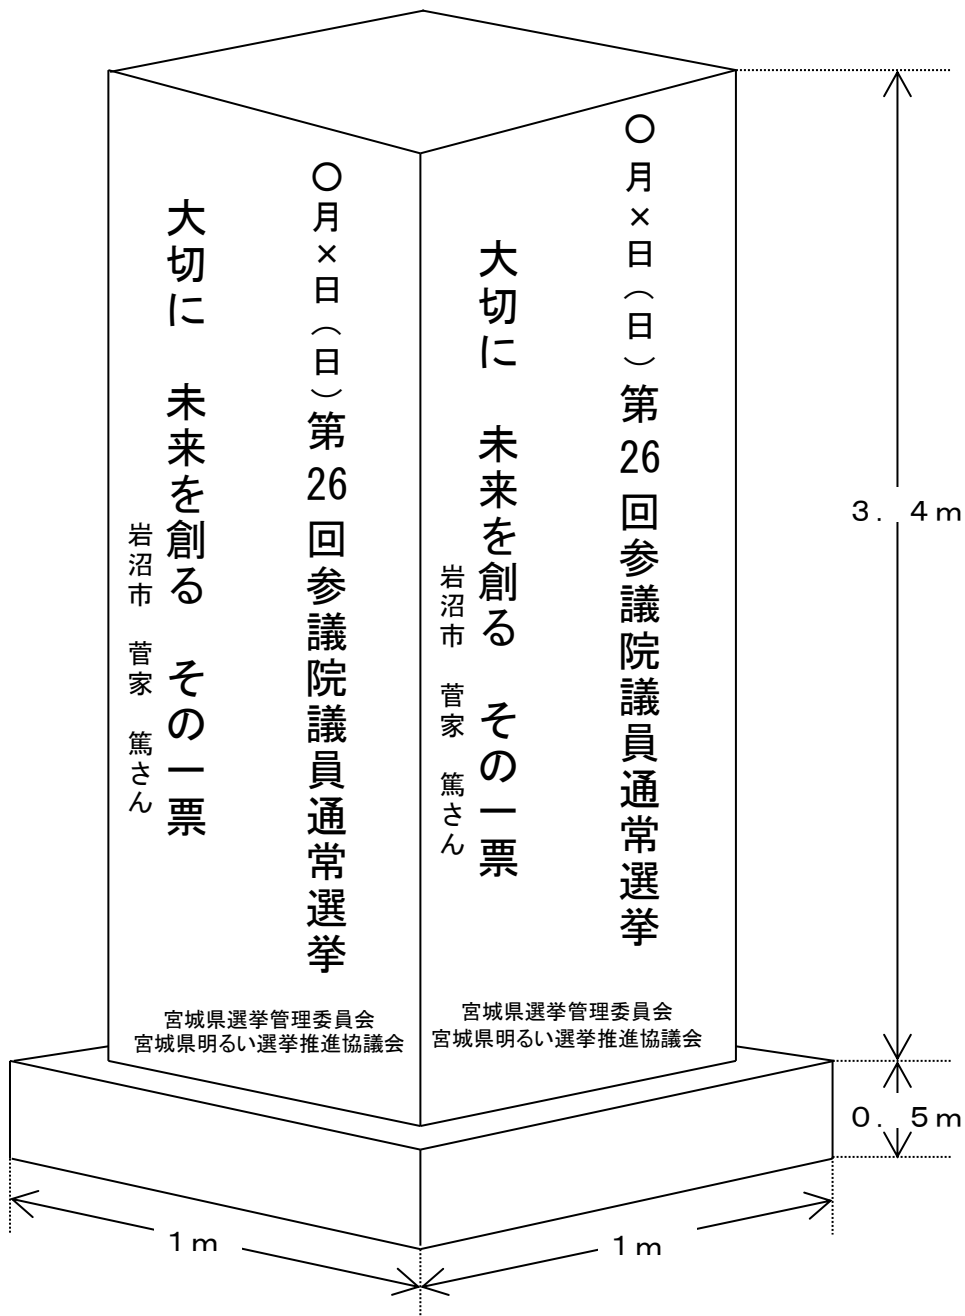 〇月×日（日）第26回参議院議員通常選挙
大切に　未来を創る　その一票
岩沼市　菅家　篤さん
宮城県選挙管理委員会
宮城県明るい選挙推進協議会
〇月×日（日）第26回参議院議員通常選挙
大切に　未来を創る　その一票
岩沼市　菅家　篤さん
宮城県選挙管理委員会
宮城県明るい選挙推進協議会
３．４ｍ
０．５ｍ
１ｍ
１ｍ